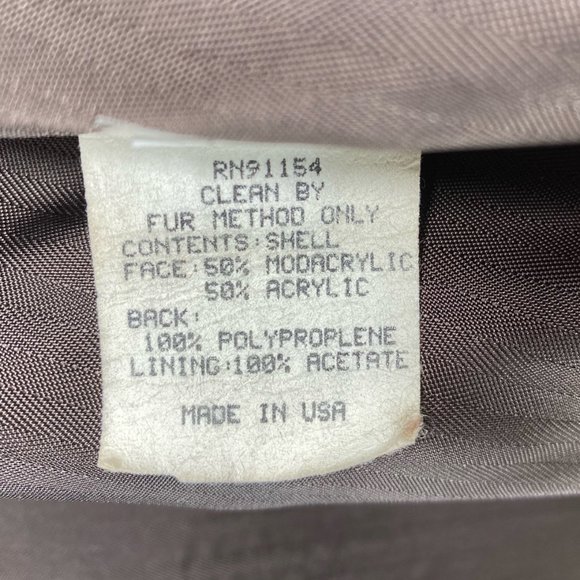 RN91154
CLEAN BY
FUR METHOD ONLY
CONTENTS:SHELL
FACE:50% MODACRYLIC
50% ACRYLIC
BACK:
100% POLYPROPLENE
LINING:100% ACETATE
MADE IN USA